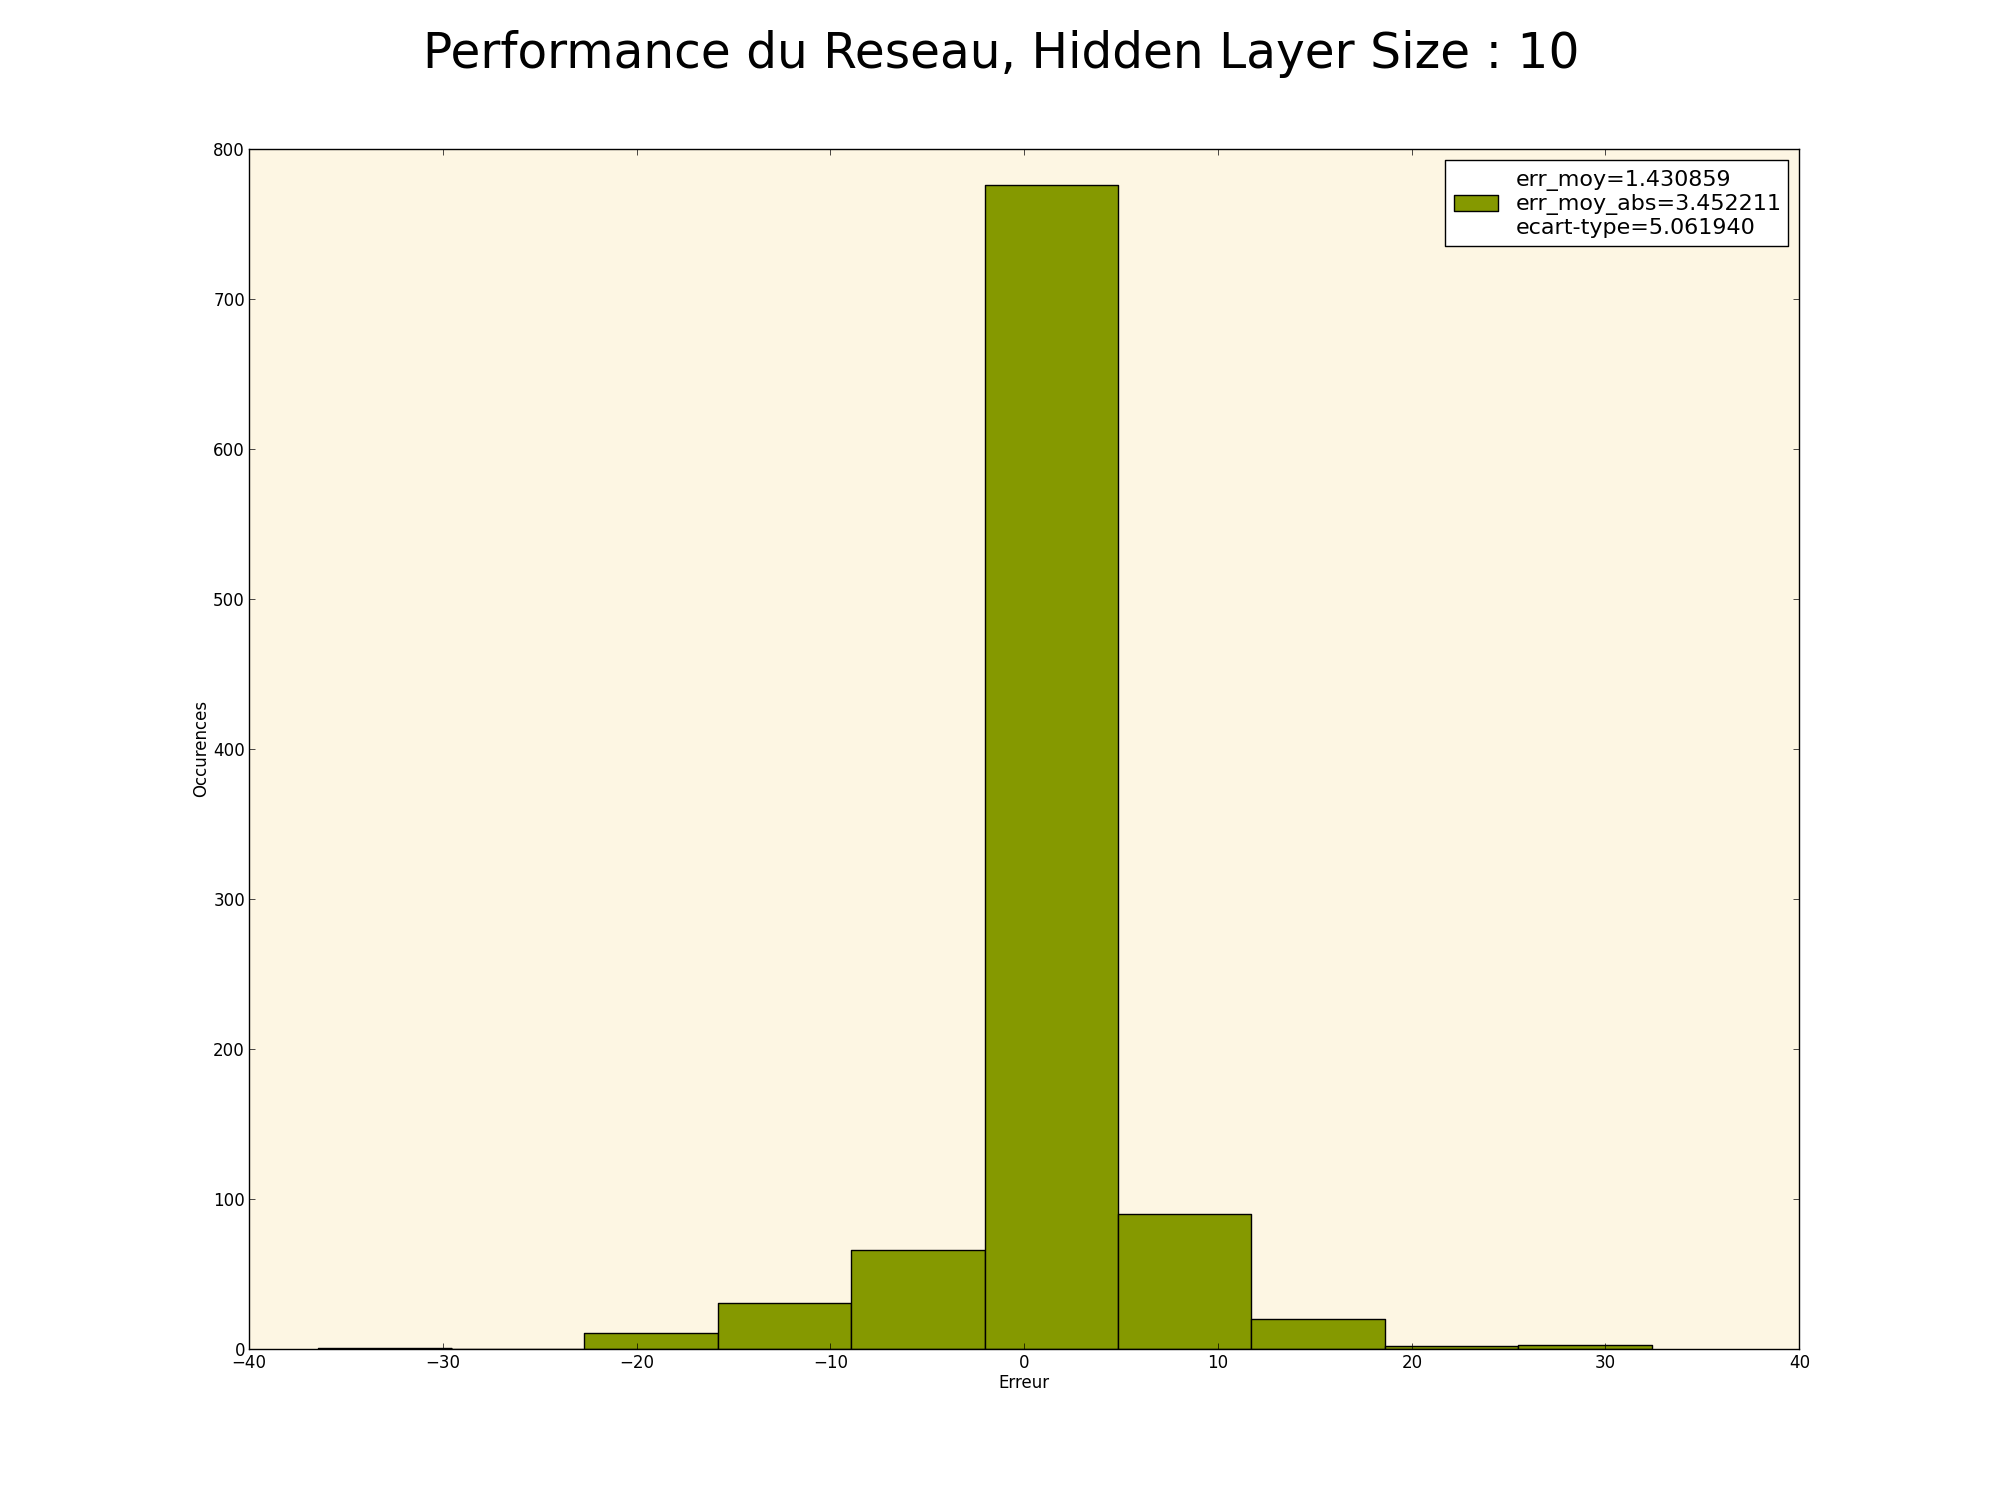 Performance du Reseau, Hidden Layer Size : 10
800
700
600
500
400
300
200
100
0
Occurences
err_moy=1.430859
err_moy_abs=3.452211
ecart-type=5.061940
−40 −30 −20 −10 0 10 20 30 40
Erreur